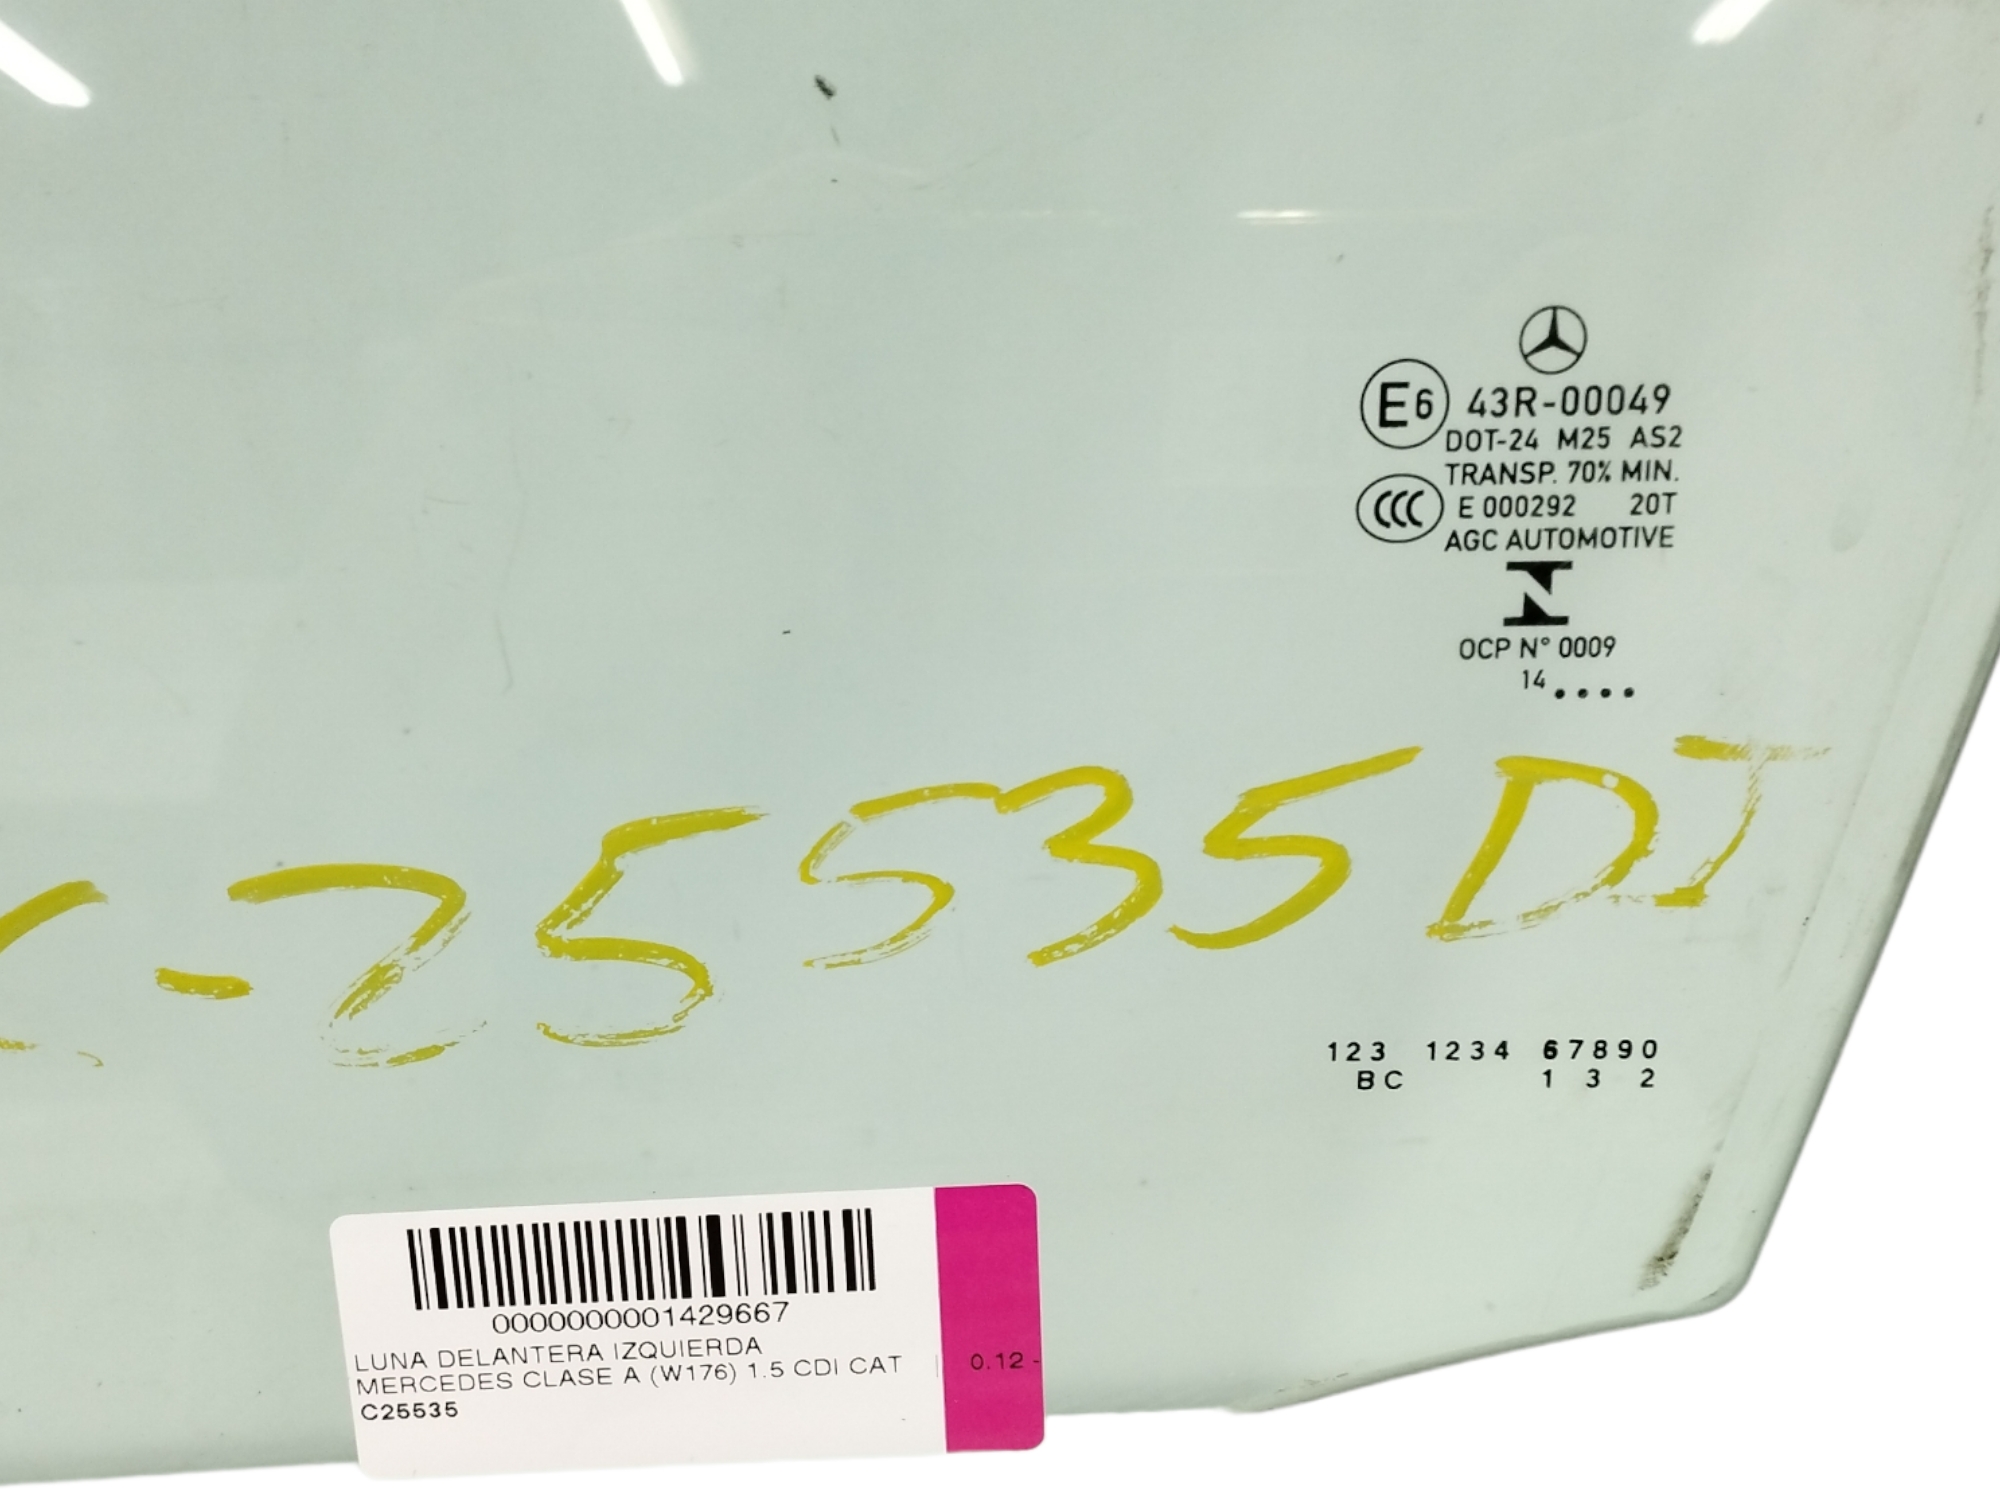 E6 43R-00049
DOT-24 M25 AS2
TRANSP. 70% MIN.
CCC E 000292 20T
AGC AUTOMOTIVE
OCP N° 0009
14 ....
C-25535DI
123 1234 67890
BC 1 3 2
0000000001429667
LUNA DELANTERA IZQUIERDA
MERCEDES CLASE A (W176) 1.5 CDI CAT
0.12 -
C25535